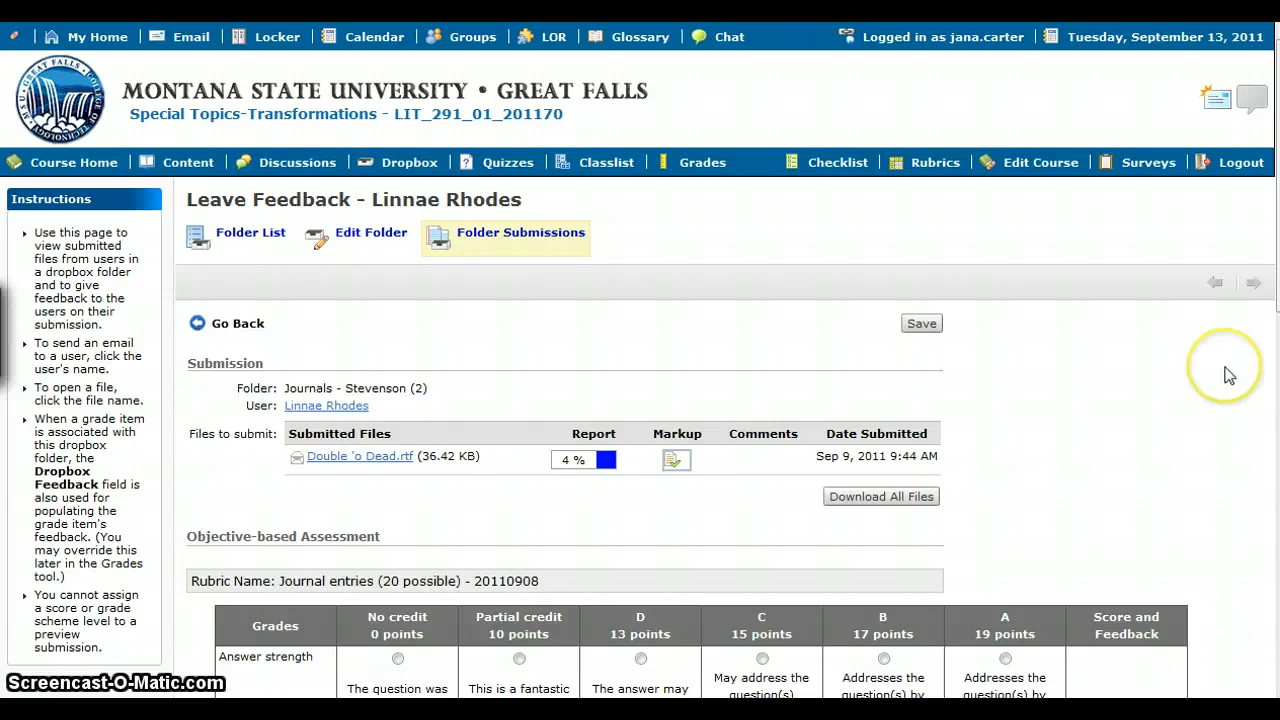 My Home Email Locker Calendar Groups LOR Glossary Chat Logged in as jana.carter Tuesday, September 13, 2011
MONTANA STATE UNIVERSITY • GREAT FALLS
Special Topics-Transformations - LIT_291_01_201170
Course Home Content Discussions Dropbox Quizzes Classlist Grades Checklist Rubrics Edit Course Surveys Logout
Instructions
Use this page to
view submitted
files from users in
a dropbox folder
and to give
feedback to the
users on their
submission.
To send an email
to a user, click the
user's name.
To open a file,
click the file name.
When a grade item
is associated with
this dropbox
folder, the
Dropbox
Feedback field is
also used for
populating the
grade item's
feedback. (You
may override this
later in the Grades
tool.)
You cannot assign
a score or grade
scheme level to a
preview
submission.
Leave Feedback - Linnae Rhodes
Folder List Edit Folder Folder Submissions
Go Back Save
Submission
Folder: Journals - Stevenson (2)
User: Linnae Rhodes
Files to submit: Submitted Files Report Markup Comments Date Submitted
Double 'o Dead.rtf (36.42 KB) 4 % Sep 9, 2011 9:44 AM
Download All Files
Objective-based Assessment
Rubric Name: Journal entries (20 possible) - 20110908
Grades No credit 0 points Partial credit 10 points D 13 points C 15 points B 17 points A 19 points Score and Feedback
Answer strength
The question was This is a fantastic The answer may May address the question(s) Addresses the question(s) by Addresses the question(s) by
Screencast-O-Matic.com